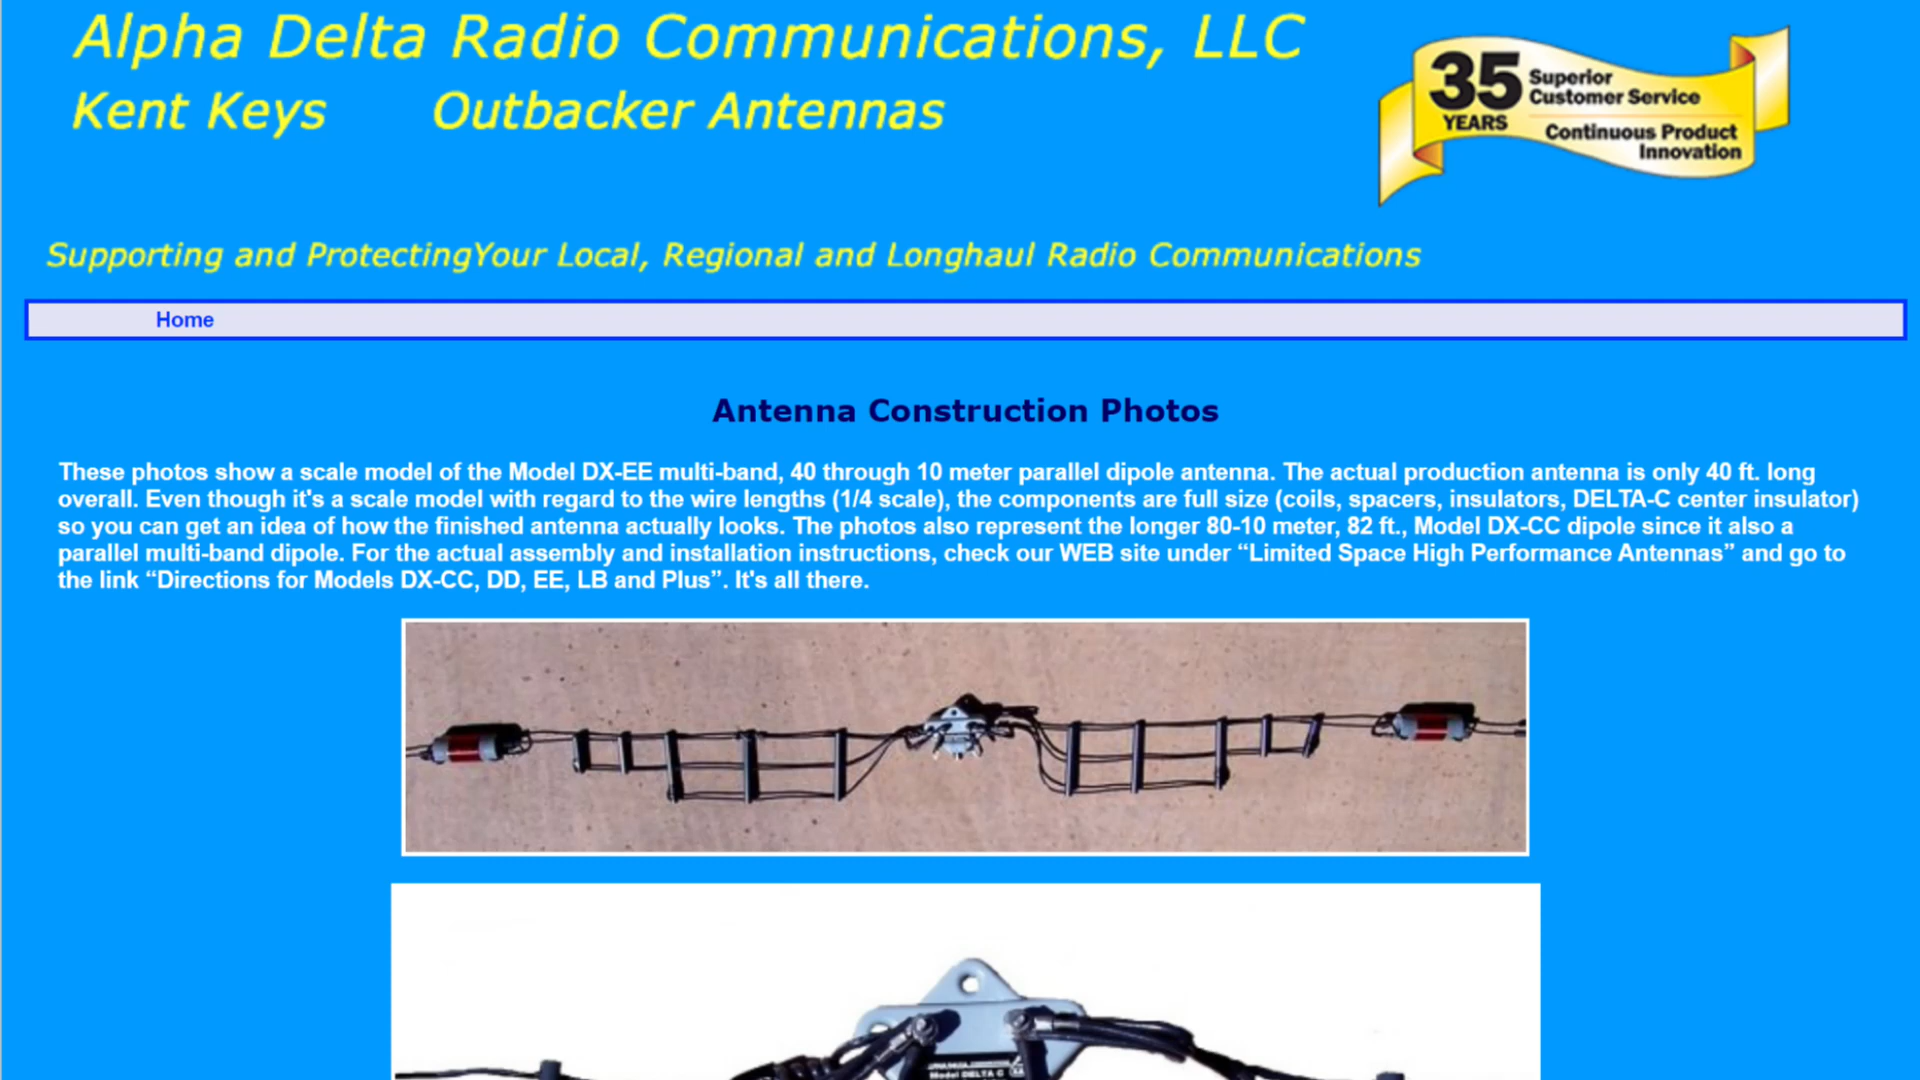 Alpha Delta Radio Communications, LLC
Kent Keys Outbacker Antennas
35
YEARS
Superior
Customer Service
Continuous Product
Innovation
Supporting and ProtectingYour Local, Regional and Longhaul Radio Communications
Home
Antenna Construction Photos
These photos show a scale model of the Model DX-EE multi-band, 40 through 10 meter parallel dipole antenna. The actual production antenna is only 40 ft. long
overall. Even though it's a scale model with regard to the wire lengths (1/4 scale), the components are full size (coils, spacers, insulators, DELTA-C center insulator)
so you can get an idea of how the finished antenna actually looks. The photos also represent the longer 80-10 meter, 82 ft., Model DX-CC dipole since it also a
parallel multi-band dipole. For the actual assembly and installation instructions, check our WEB site under “Limited Space High Performance Antennas” and go to
the link “Directions for Models DX-CC, DD, EE, LB and Plus”. It's all there.
Model DELTA C